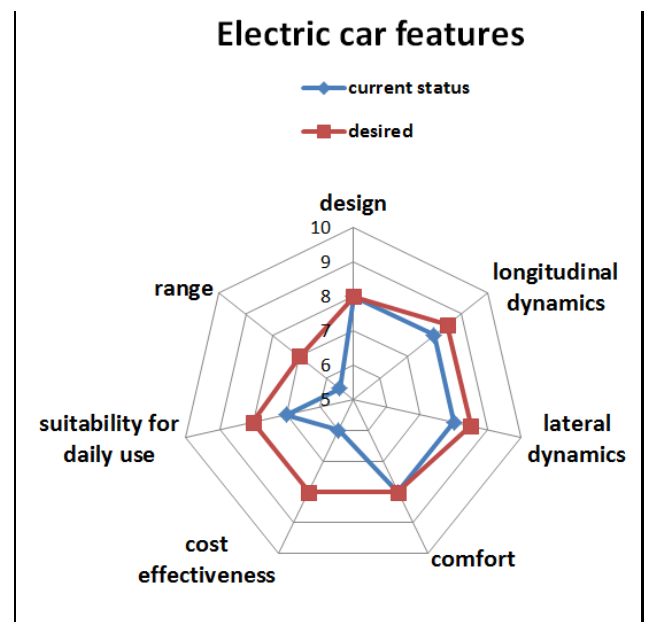 Electric car features
current status
desired
design
10
9
8
7
6
5
longitudinal
dynamics
lateral
dynamics
comfort
cost
effectiveness
suitability for
daily use
range